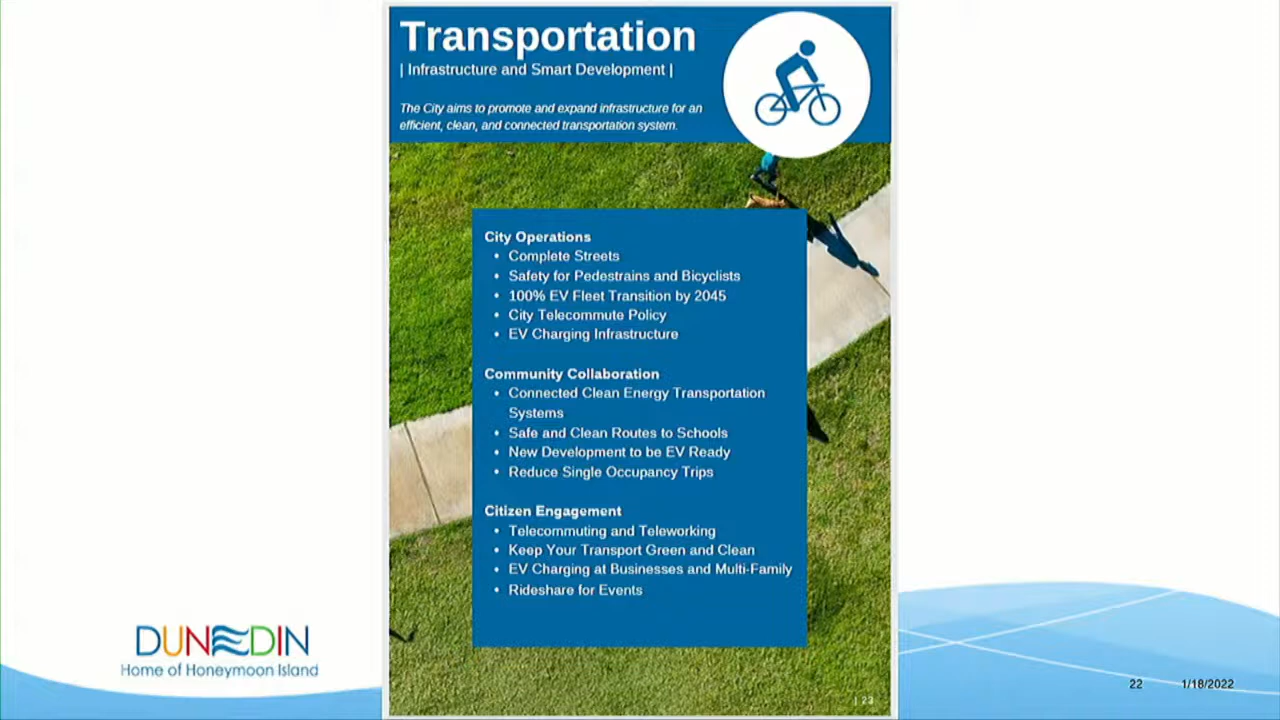 Transportation
| Infrastructure and Smart Development |
The City aims to promote and expand infrastructure for an
efficient, clean, and connected transportation system.
City Operations
• Complete Streets
• Safety for Pedestrains and Bicyclists
• 100% EV Fleet Transition by 2045
• City Telecommute Policy
• EV Charging Infrastructure
Community Collaboration
• Connected Clean Energy Transportation
Systems
• Safe and Clean Routes to Schools
• New Development to be EV Ready
• Reduce Single Occupancy Trips
Citizen Engagement
• Telecommuting and Teleworking
• Keep Your Transport Green and Clean
• EV Charging at Businesses and Multi-Family
• Rideshare for Events
| 23
DUNEDIN
Home of Honeymoon Island
22 1/18/2022